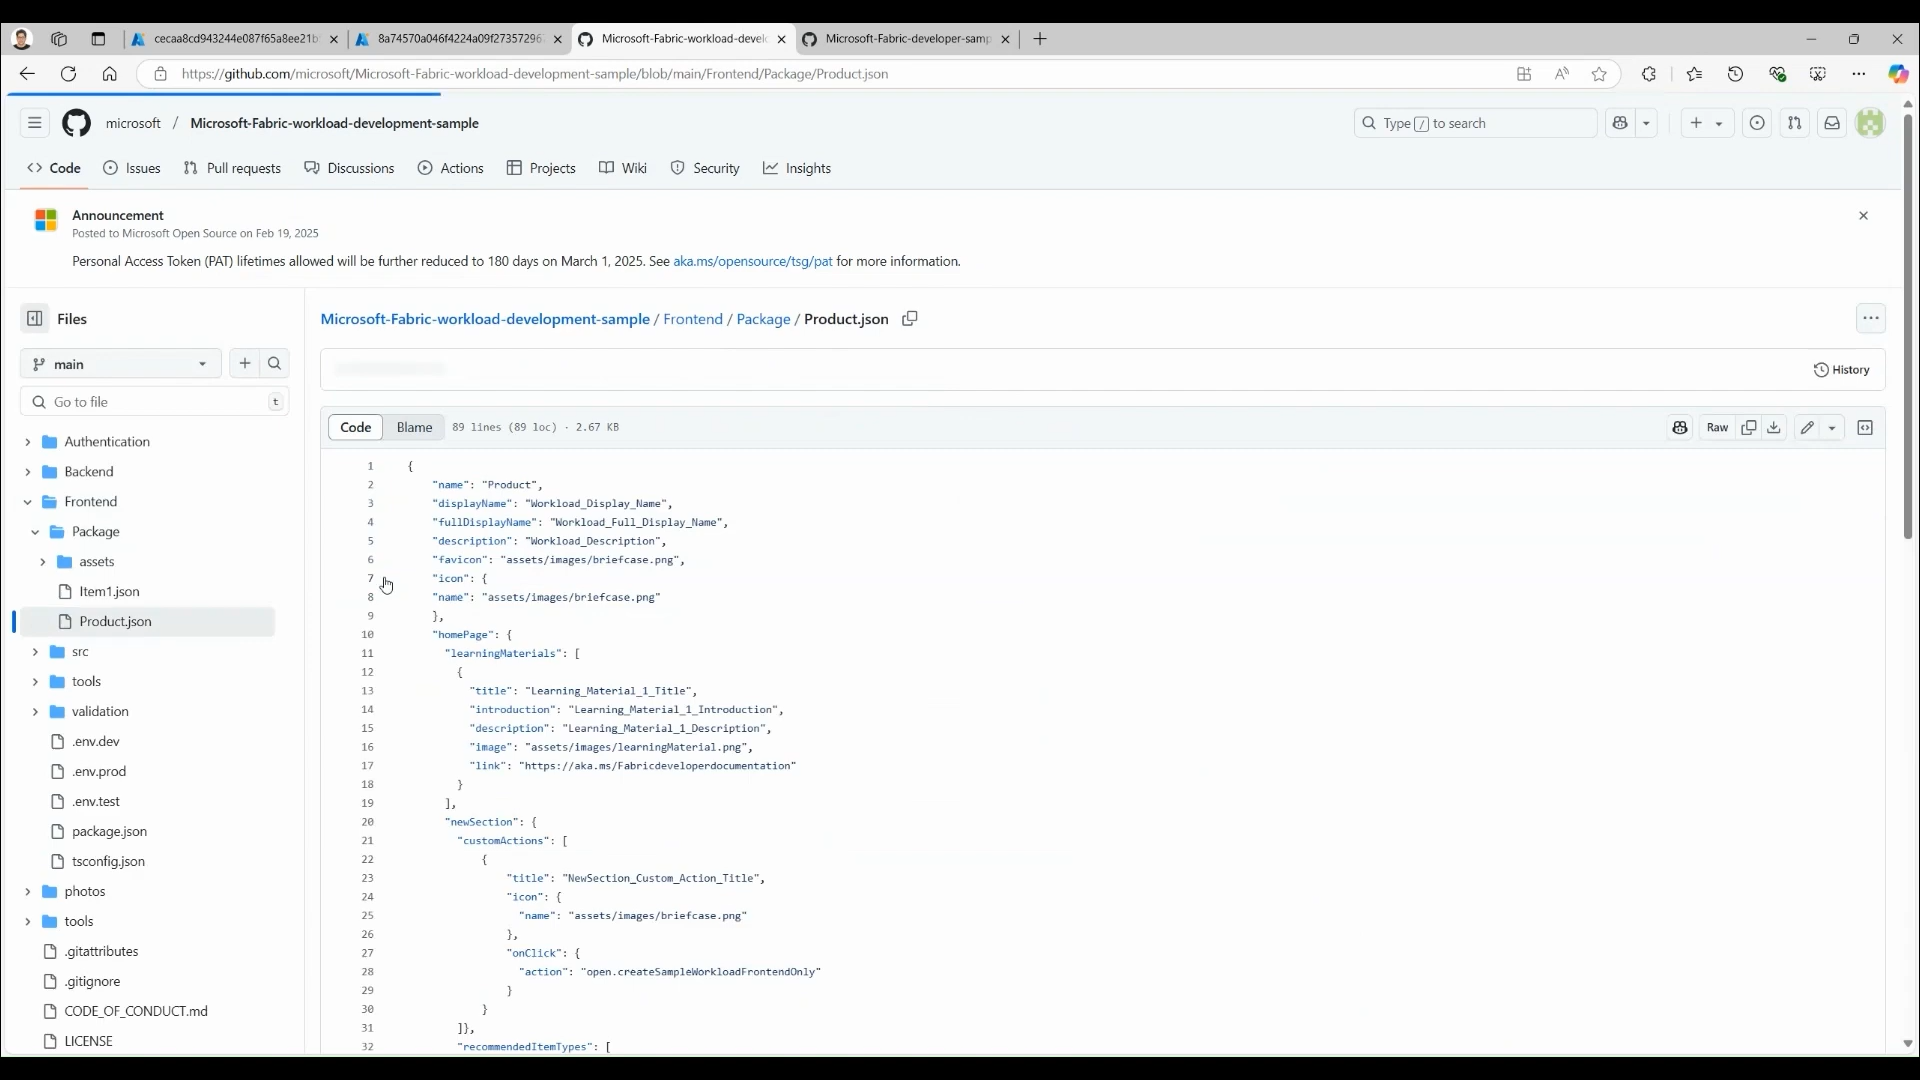 cecaa8cd943244e087f65a8ee21b
8a74570a046f4224a09f27357296
Microsoft-Fabric-workload-develo
Microsoft-Fabric-developer-samp
https://github.com/microsoft/Microsoft-Fabric-workload-development-sample/blob/main/Frontend/Package/Product.json
microsoft / Microsoft-Fabric-workload-development-sample
Type / to search
Code Issues Pull requests Discussions Actions Projects Wiki Security Insights
Announcement
Posted to Microsoft Open Source on Feb 19, 2025
Personal Access Token (PAT) lifetimes allowed will be further reduced to 180 days on March 1, 2025. See aka.ms/opensource/tsg/pat for more information.
Files
main
Go to file t
Authentication
Backend
Frontend
Package
assets
Item1.json
Product.json
src
tools
validation
.env.dev
.env.prod
.env.test
package.json
tsconfig.json
photos
tools
.gitattributes
.gitignore
CODE_OF_CONDUCT.md
LICENSE
Microsoft-Fabric-workload-development-sample / Frontend / Package / Product.json
History
Code Blame 89 lines (89 loc) · 2.67 KB
Raw
1 {
2 "name": "Product",
3 "displayName": "Workload_Display_Name",
4 "fullDisplayName": "Workload_Full_Display_Name",
5 "description": "Workload_Description",
6 "favicon": "assets/images/briefcase.png",
7 "icon": {
8 "name": "assets/images/briefcase.png"
9 },
10 "homePage": {
11 "learningMaterials": [
12 {
13 "title": "Learning_Material_1_Title",
14 "introduction": "Learning_Material_1_Introduction",
15 "description": "Learning_Material_1_Description",
16 "image": "assets/images/learningMaterial.png",
17 "link": "https://aka.ms/Fabricdeveloperdocumentation"
18 }
19 ],
20 "newSection": {
21 "customActions": [
22 {
23 "title": "NewSection_Custom_Action_Title",
24 "icon": {
25 "name": "assets/images/briefcase.png"
26 },
27 "onClick": {
28 "action": "open.createSampleWorkloadFrontendOnly"
29 }
30 }
31 ]},
32 "recommendedItemTypes": [